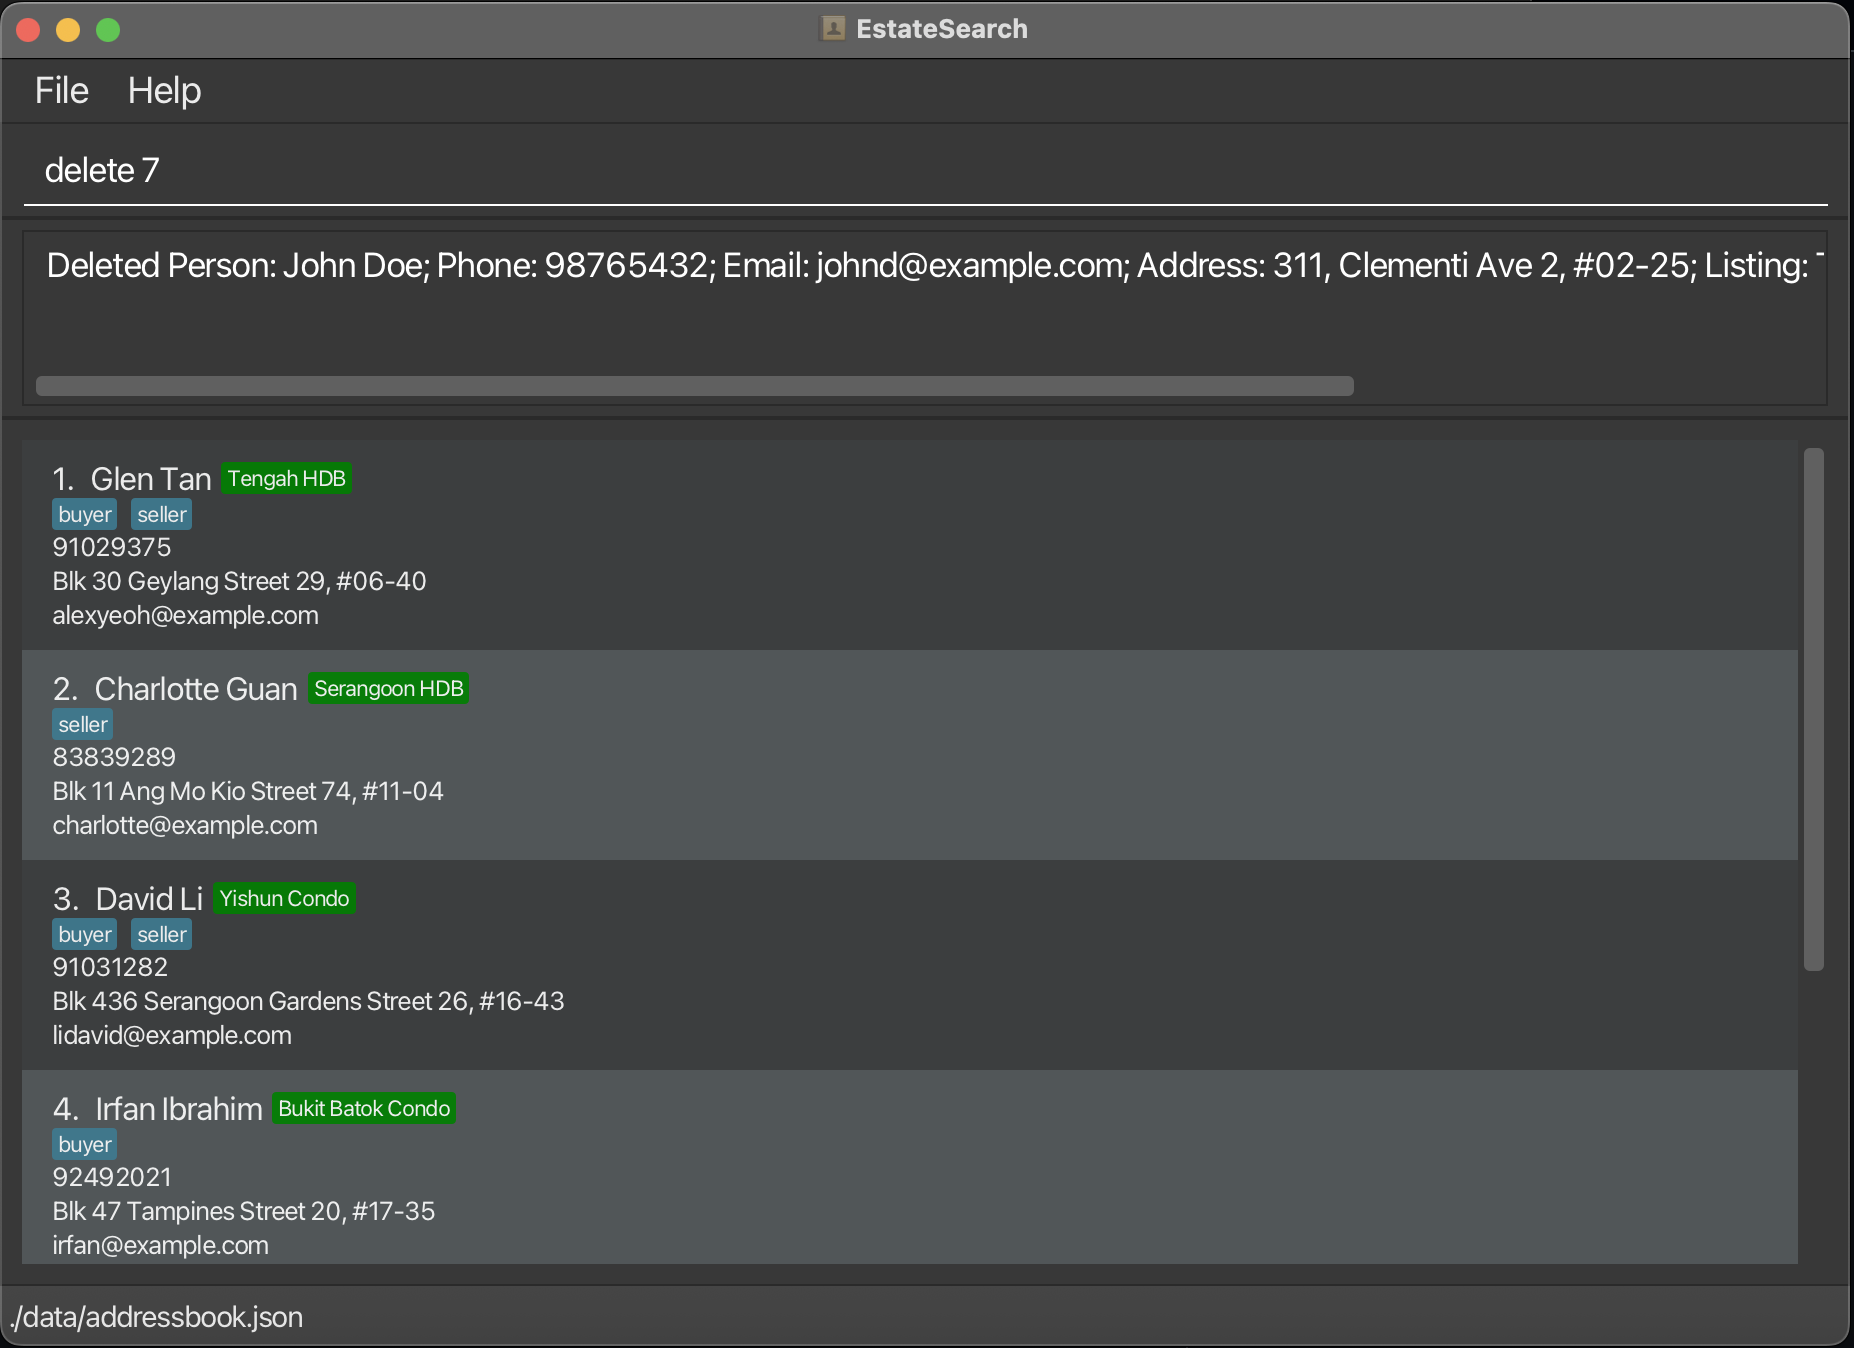 EstateSearch
File Help
delete 7
Deleted Person: John Doe; Phone: 98765432; Email: johnd@example.com; Address: 311, Clementi Ave 2, #02-25; Listing:
1. Glen Tan Tengah HDB
buyer seller
91029375
Blk 30 Geylang Street 29, #06-40
alexyeoh@example.com
2. Charlotte Guan Serangoon HDB
seller
83839289
Blk 11 Ang Mo Kio Street 74, #11-04
charlotte@example.com
3. David Li Yishun Condo
buyer seller
91031282
Blk 436 Serangoon Gardens Street 26, #16-43
lidavid@example.com
4. Irfan Ibrahim Bukit Batok Condo
buyer
92492021
Blk 47 Tampines Street 20, #17-35
irfan@example.com
./data/addressbook.json